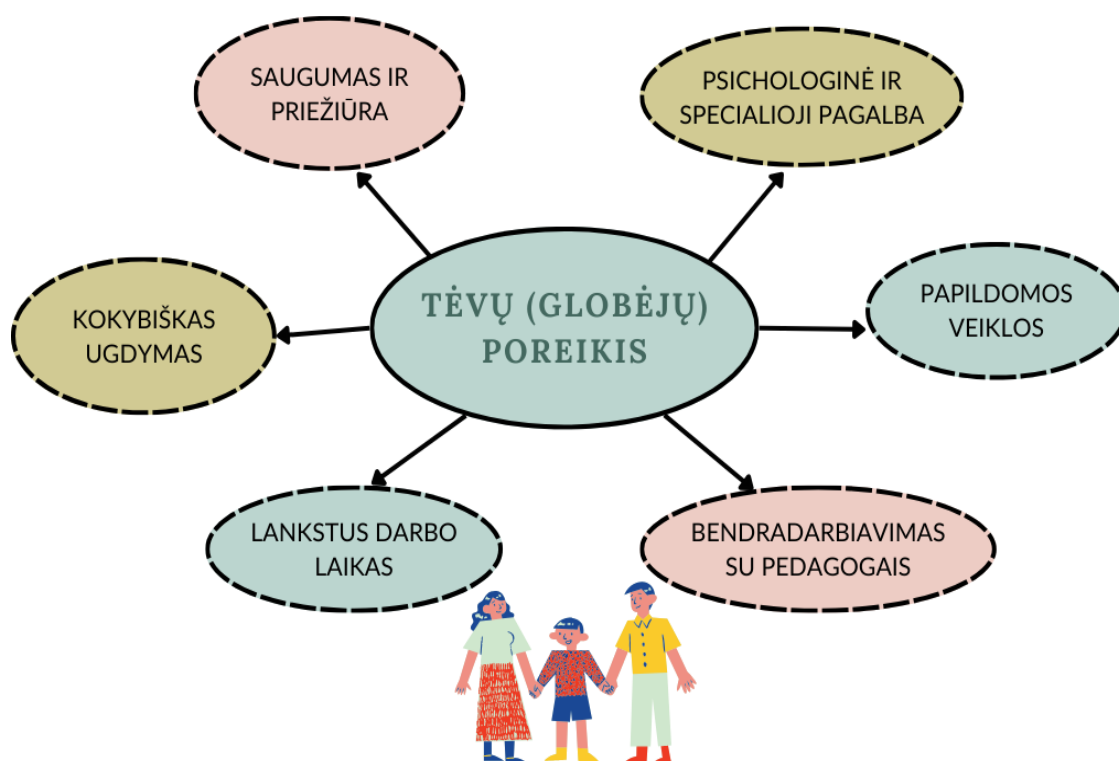 SAUGUMAS IR
PRIEŽIŪRA
PSICHOLOGINĖ IR
SPECIALIOJI PAGALBA
TĖVŲ (GLOBĖJŲ)
POREIKIS
KOKYBIŠKAS
UGDYMAS
PAPILDOMOS
VEIKLOS
LANKSTUS DARBO
LAIKAS
BENDRADARBIAVIMAS
SU PEDAGOGAIS